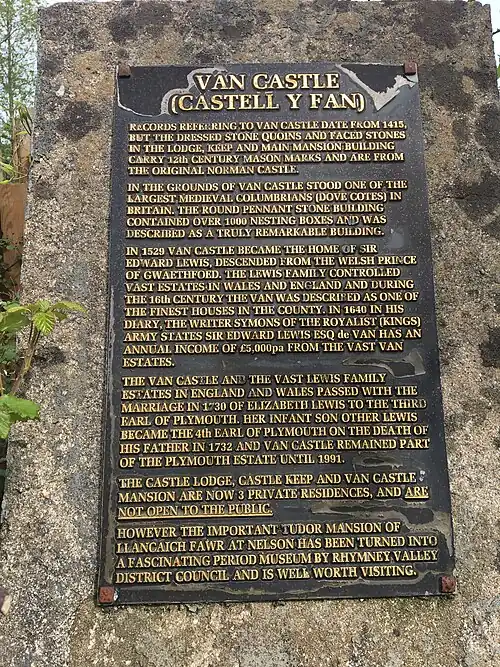 VAN CASTLE
(CASTELL Y FAN)
RECORDS REFERRING TO VAN CASTLE DATE FROM 1415,
BUT THE DRESSED STONE QUOINS AND FACED STONES
IN THE LODGE, KEEP AND MAIN MANSION BUILDING
CARRY 12th CENTURY MASON MARKS AND ARE FROM
THE ORIGINAL NORMAN CASTLE.
IN THE GROUNDS OF VAN CASTLE STOOD ONE OF THE
LARGEST MEDIEVAL COLUMBRIANS (DOVE COTES) IN
BRITAIN. THE ROUND PENNANT STONE BUILDING
CONTAINED OVER 1000 NESTING BOXES AND WAS
DESCRIBED AS A TRULY REMARKABLE BUILDING.
IN 1529 VAN CASTLE BECAME THE HOME OF SIR
EDWARD LEWIS, DESCENDED FROM THE WELSH PRINCE
OF GWAETHFOED. THE LEWIS FAMILY CONTROLLED
VAST ESTATES IN WALES AND ENGLAND AND DURING
THE 16th CENTURY THE VAN WAS DESCRIBED AS ONE OF
THE FINEST HOUSES IN THE COUNTY. IN 1640 IN HIS
DIARY, THE WRITER SYMONS OF THE ROYALIST (KINGS)
ARMY STATES SIR EDWARD LEWIS ESQ de VAN HAS AN
ANNUAL INCOME OF £5,000pa FROM THE VAST VAN
ESTATES.
THE VAN CASTLE AND THE VAST LEWIS FAMILY
ESTATES IN ENGLAND AND WALES PASSED WITH THE
MARRIAGE IN 1730 OF ELIZABETH LEWIS TO THE THIRD
EARL OF PLYMOUTH. HER INFANT SON OTHER LEWIS
BECAME THE 4th EARL OF PLYMOUTH ON THE DEATH OF
HIS FATHER IN 1732 AND VAN CASTLE REMAINED PART
OF THE PLYMOUTH ESTATE UNTIL 1991.
THE CASTLE LODGE, CASTLE KEEP AND VAN CASTLE
MANSION ARE NOW 3 PRIVATE RESIDENCES, AND ARE
NOT OPEN TO THE PUBLIC.
HOWEVER THE IMPORTANT TUDOR MANSION OF
LLANCAICH FAWR AT NELSON HAS BEEN TURNED INTO
A FASCINATING PERIOD MUSEUM BY RHYMNEY VALLEY
DISTRICT COUNCIL AND IS WELL WORTH VISITING.